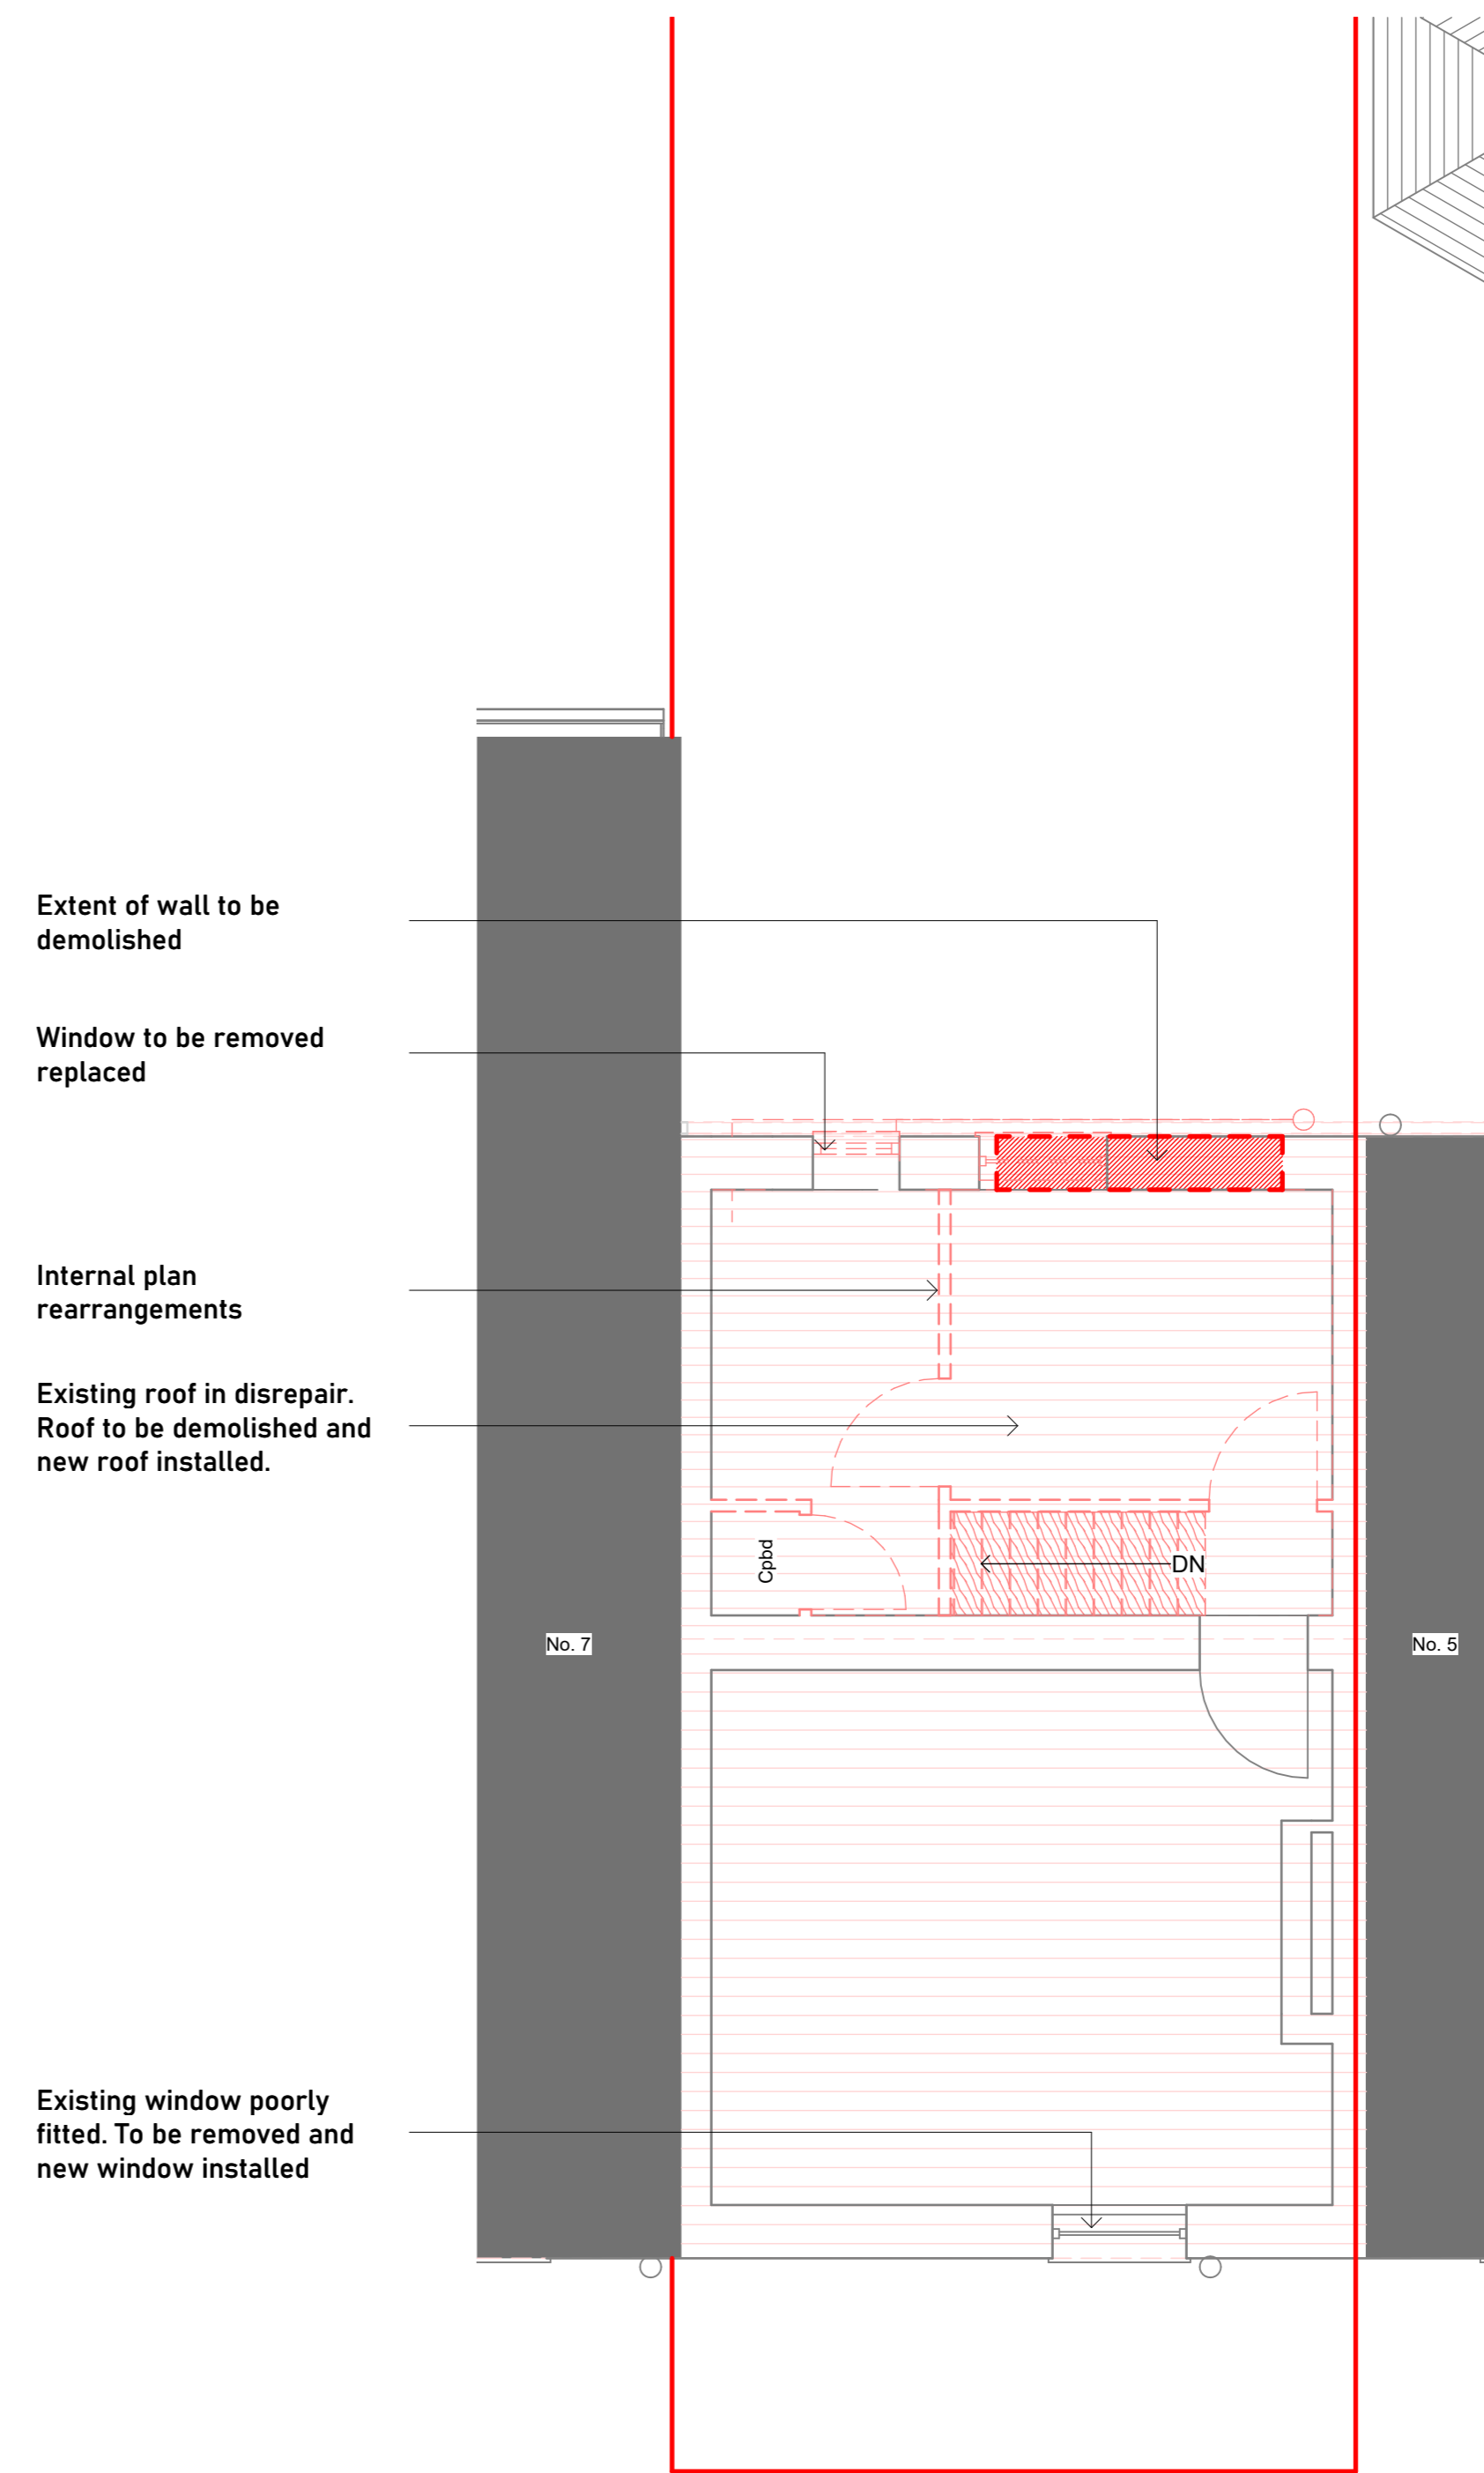 Extent of wall to be
demolished
Window to be removed
replaced
Internal plan
rearrangements
Existing roof in disrepair.
Roof to be demolished and
new roof installed.
Cpbd
DN
No. 7
No. 5
Existing window poorly
fitted. To be removed and
new window installed